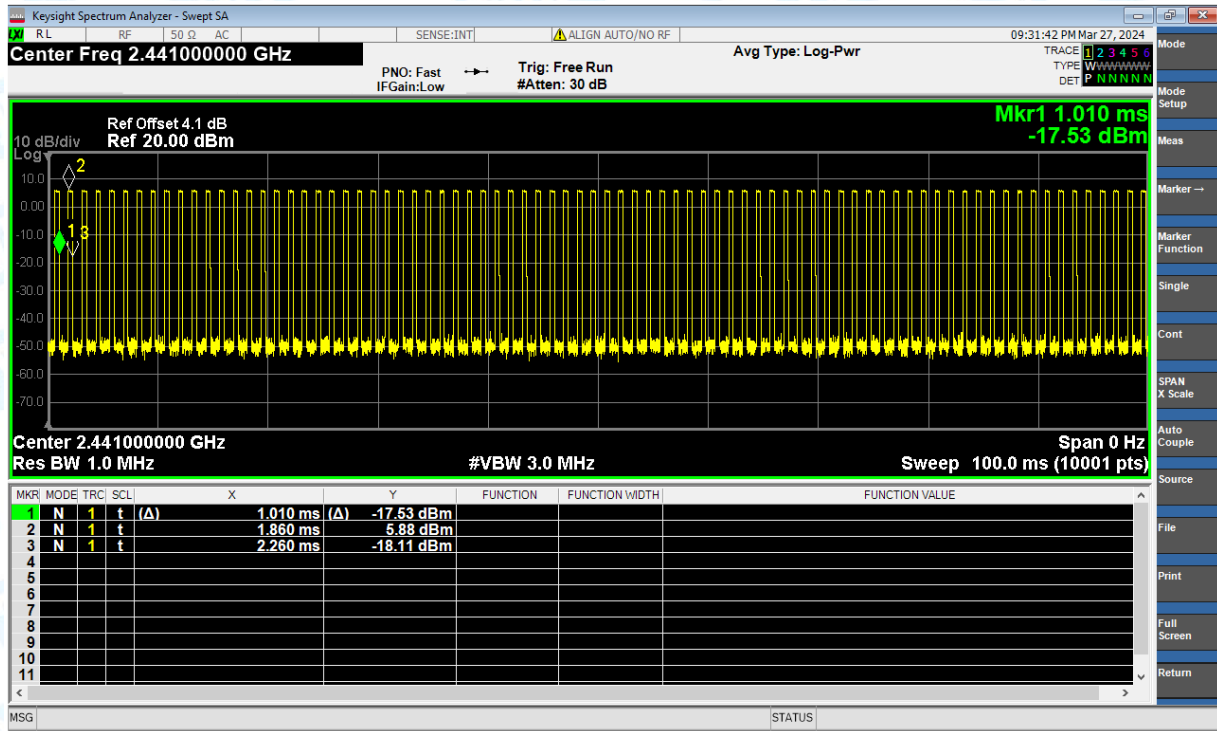 Keysight Spectrum Analyzer - Swept SA
LXI RL RF 50 Ω AC SENSE:INT ALIGN AUTO/NO RF 09:31:42 PM Mar 27, 2024
Center Freq 2.441000000 GHz
PNO: Fast
IFGain:Low
Trig: Free Run
#Atten: 30 dB
Avg Type: Log-Pwr
TRACE 1 2 3 4 5 6
TYPE WWWWWW
DET P N N N N N
Mkr1 1.010 ms
-17.53 dBm
10 dB/div
Log
Ref Offset 4.1 dB
Ref 20.00 dBm
10.0
0.00
-10.0
-20.0
-30.0
-40.0
-50.0
-60.0
-70.0
2
1
3
Center 2.441000000 GHz
Span 0 Hz
Res BW 1.0 MHz
#VBW 3.0 MHz
Sweep 100.0 ms (10001 pts)
MKR MODE TRC SCL X Y FUNCTION FUNCTION WIDTH FUNCTION VALUE
1 N 1 t (Δ) 1.010 ms (Δ) -17.53 dBm
2 N 1 t 1.860 ms 5.88 dBm
3 N 1 t 2.260 ms -18.11 dBm
4
5
6
7
8
9
10
11
MSG
STATUS
Mode
Mode
Setup
Meas
Marker→
Marker
Function
Single
Cont
SPAN
X Scale
Auto
Couple
Source
File
Print
Full
Screen
Return